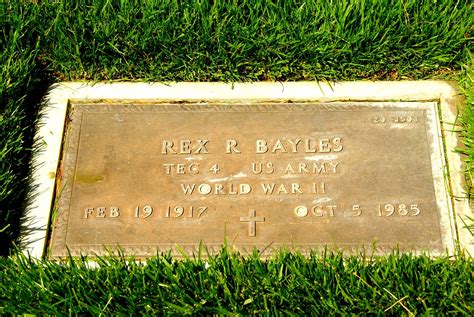 REX R BAYLES
TEC 4 US ARMY
WORLD WAR II
FEB 19 1917 OCT 5 1985